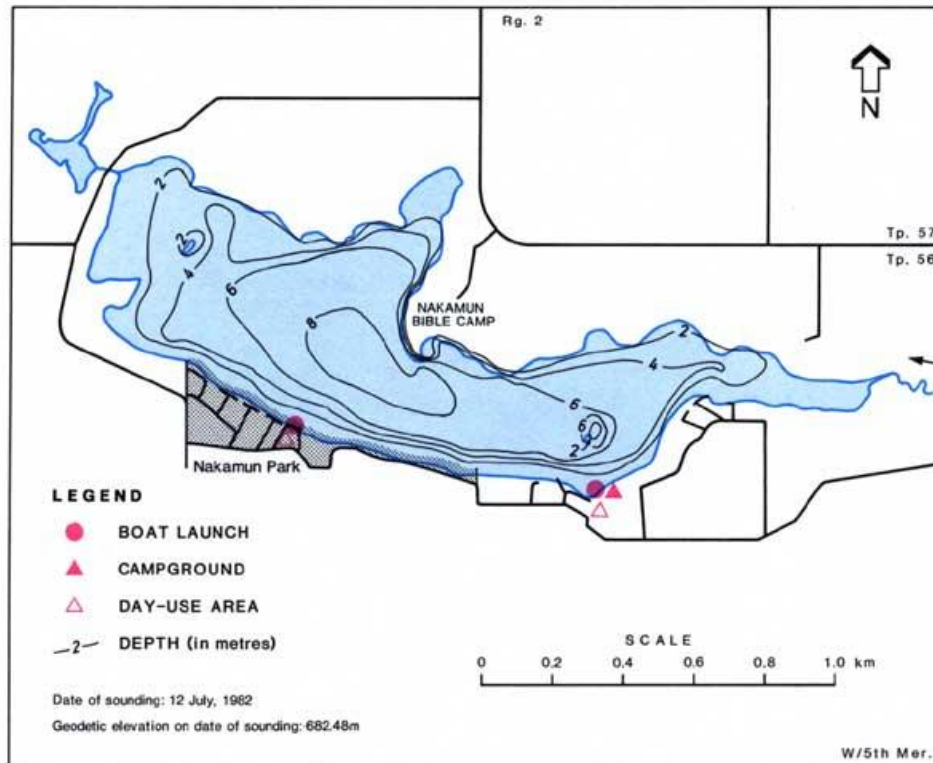 Rg. 2
N
Tp. 57
Tp. 56
2
2
4
6
8
NAKAMUN
BIBLE CAMP
2
4
6
6
2
Nakamun Park
LEGEND
BOAT LAUNCH
CAMPGROUND
DAY-USE AREA
2 DEPTH (in metres)
SCALE
0 0.2 0.4 0.6 0.8 1.0 km
Date of sounding: 12 July, 1982
Geodetic elevation on date of sounding: 682.48m
W/5th Mer.